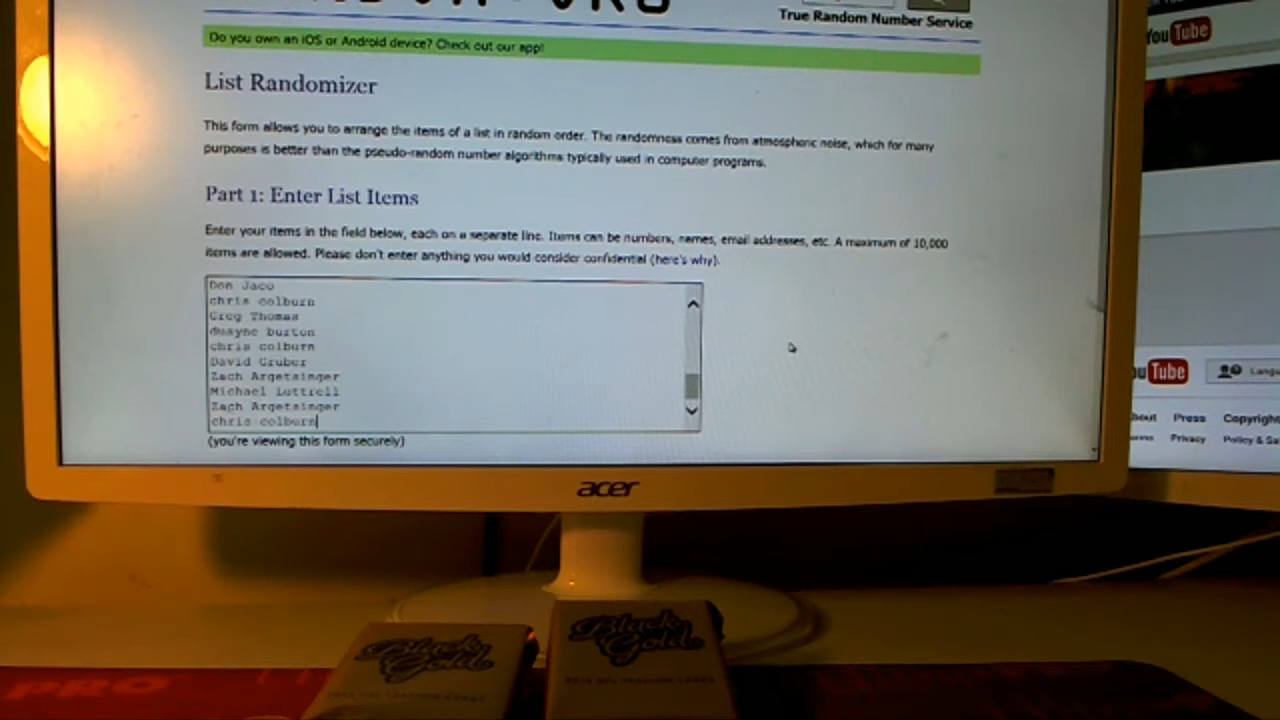 True Random Number Service
Do you own an iOS or Android device? Check out our app!
List Randomizer
This form allows you to arrange the items of a list in random order. The randomness comes from atmospheric noise, which for many
purposes is better than the pseudo-random number algorithms typically used in computer programs.
Part 1: Enter List Items
Enter your items in the field below, each on a separate line. Items can be numbers, names, email addresses, etc. A maximum of 10,000
items are allowed. Please don't enter anything you would consider confidential (here's why).
Don Jaco
chris colburn
Greg Thomas
dwayne burton
chris colburn
David Gruber
Zach Argetsinger
Michael Luttrell
Zach Argetsinger
chris colburn
(you're viewing this form securely)
acer
You Tube
Tube
Press
Copyright
Privacy
Policy & Sa
Black
Gold
Black
Gold
PRO